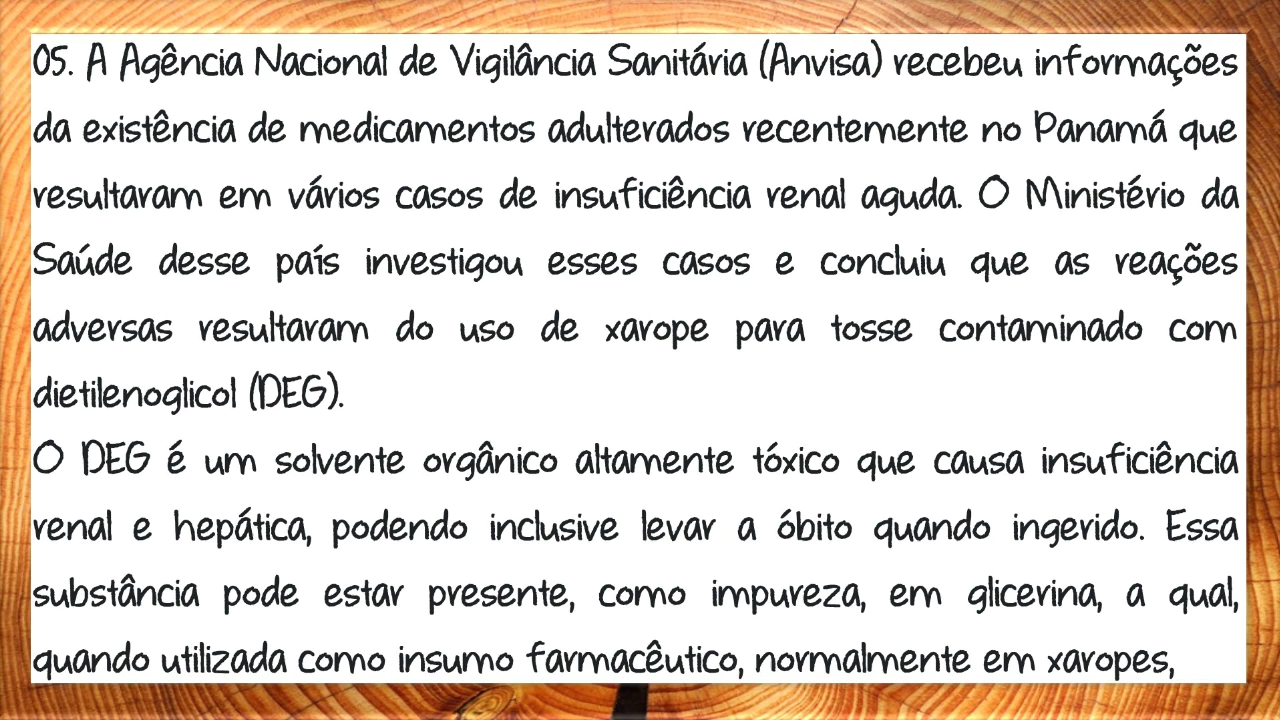 05. A Agência Nacional de Vigilância Sanitária (Anvisa) recebeu informações
da existência de medicamentos adulterados recentemente no Panamá que
resultaram em vários casos de insuficiência renal aguda. O Ministério da
Saúde desse país investigou esses casos e concluiu que as reações
adversas resultaram do uso de xarope para tosse contaminado com
dietilenoglicol (DEG).
O DEG é um solvente orgânico altamente tóxico que causa insuficiência
renal e hepática, podendo inclusive levar a óbito quando ingerido. Essa
substância pode estar presente, como impureza, em glicerina, a qual,
quando utilizada como insumo farmacêutico, normalmente em xaropes,